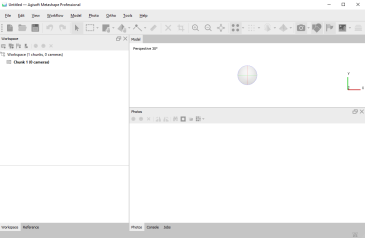 Untitled — Agisoft Metashape Professional
File Edit View Workflow Model Photo Ortho Tools Help
Workspace
Workspace (1 chunks, 0 cameras)
Chunk 1 (0 cameras)
Model
Perspective 30°
Y
X
Photos
Workspace Reference
Photos Console Jobs